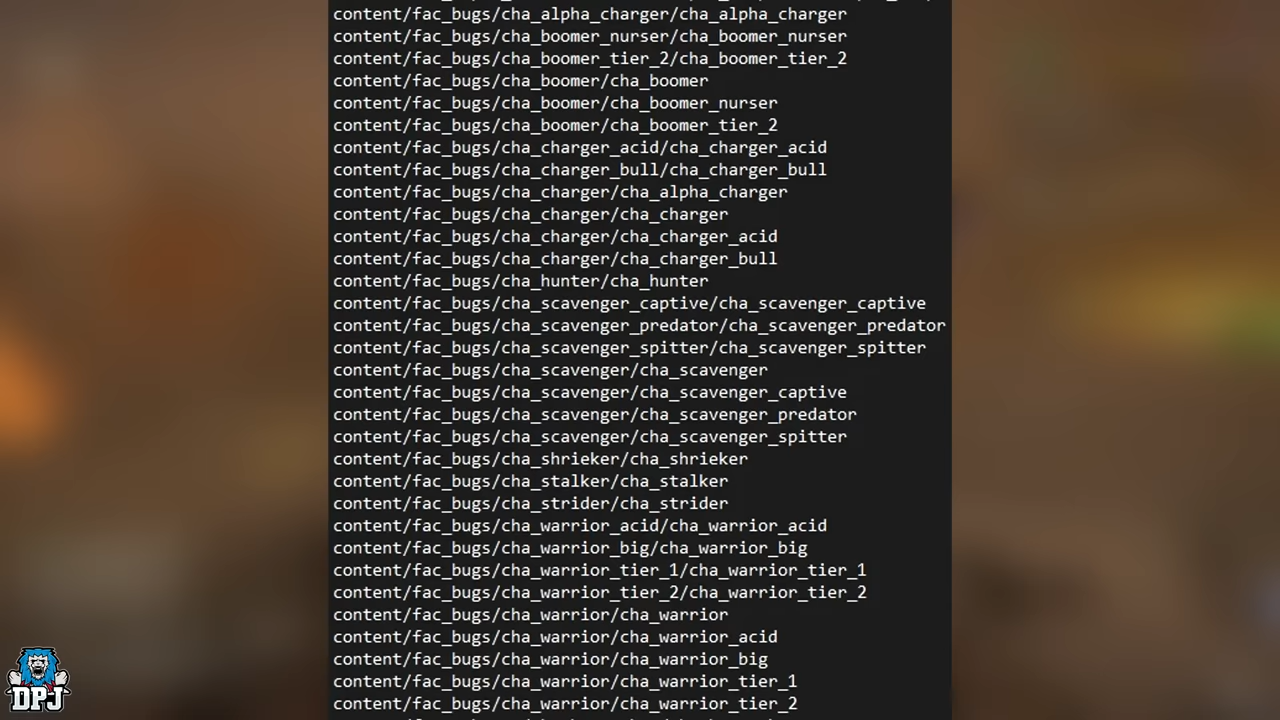 content/fac_bugs/cha_alpha_charger/cha_alpha_charger
content/fac_bugs/cha_boomer_nurser/cha_boomer_nurser
content/fac_bugs/cha_boomer_tier_2/cha_boomer_tier_2
content/fac_bugs/cha_boomer/cha_boomer
content/fac_bugs/cha_boomer/cha_boomer_nurser
content/fac_bugs/cha_boomer/cha_boomer_tier_2
content/fac_bugs/cha_charger_acid/cha_charger_acid
content/fac_bugs/cha_charger_bull/cha_charger_bull
content/fac_bugs/cha_charger/cha_alpha_charger
content/fac_bugs/cha_charger/cha_charger
content/fac_bugs/cha_charger/cha_charger_acid
content/fac_bugs/cha_charger/cha_charger_bull
content/fac_bugs/cha_hunter/cha_hunter
content/fac_bugs/cha_scavenger_captive/cha_scavenger_captive
content/fac_bugs/cha_scavenger_predator/cha_scavenger_predator
content/fac_bugs/cha_scavenger_spitter/cha_scavenger_spitter
content/fac_bugs/cha_scavenger/cha_scavenger
content/fac_bugs/cha_scavenger/cha_scavenger_captive
content/fac_bugs/cha_scavenger/cha_scavenger_predator
content/fac_bugs/cha_scavenger/cha_scavenger_spitter
content/fac_bugs/cha_shrieker/cha_shrieker
content/fac_bugs/cha_stalker/cha_stalker
content/fac_bugs/cha_strider/cha_strider
content/fac_bugs/cha_warrior_acid/cha_warrior_acid
content/fac_bugs/cha_warrior_big/cha_warrior_big
content/fac_bugs/cha_warrior_tier_1/cha_warrior_tier_1
content/fac_bugs/cha_warrior_tier_2/cha_warrior_tier_2
content/fac_bugs/cha_warrior/cha_warrior
content/fac_bugs/cha_warrior/cha_warrior_acid
content/fac_bugs/cha_warrior/cha_warrior_big
content/fac_bugs/cha_warrior/cha_warrior_tier_1
content/fac_bugs/cha_warrior/cha_warrior_tier_2
DPJ